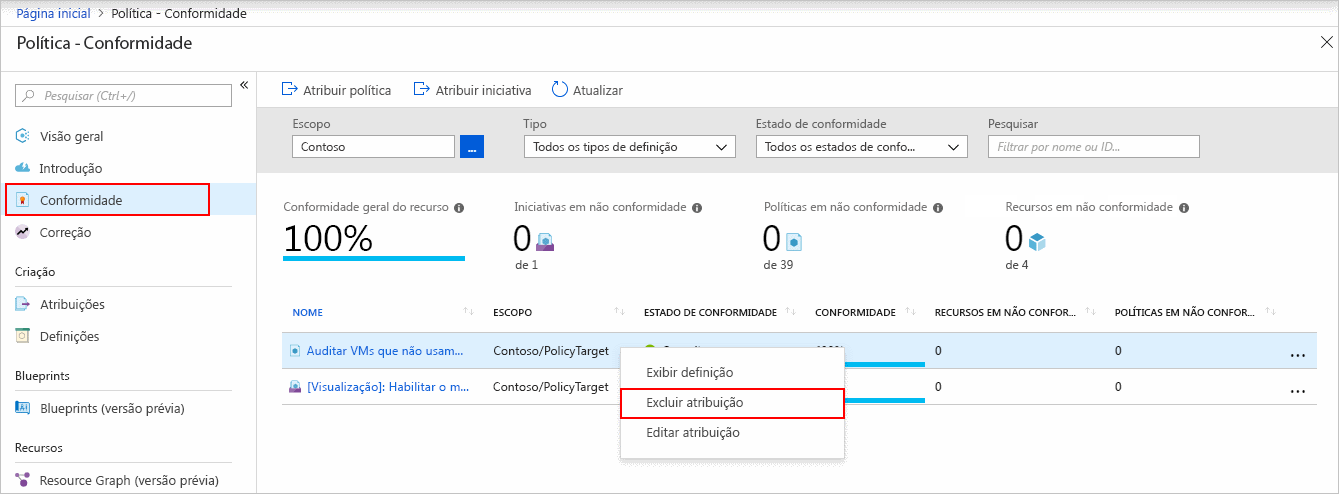 Página inicial > Política - Conformidade
Política - Conformidade
Pesquisar (Ctrl+/)
Visão geral
Introdução
Conformidade
Correção
Criação
Atribuições
Definições
Blueprints
Blueprints (versão prévia)
Recursos
Resource Graph (versão prévia)
Atribuir política Atribuir iniciativa Atualizar
Escopo Tipo Estado de conformidade Pesquisar
Contoso ... Todos os tipos de definição Todos os estados de confo... Filtrar por nome ou ID...
Conformidade geral do recurso Iniciativas em não conformidade Políticas em não conformidade Recursos em não conformidade
100% 0 0 0
de 1 de 39 de 4
NOME ESCOPO ESTADO DE CONFORMIDADE CONFORMIDADE RECURSOS EM NÃO CONFOR... POLÍTICAS EM NÃO CONFOR...
Auditar VMs que não usam... Contoso/PolicyTarget 0 0 ...
[Visualização]: Habilitar o m... Contoso/PolicyTarget 0 0 ...
Exibir definição
Excluir atribuição
Editar atribuição